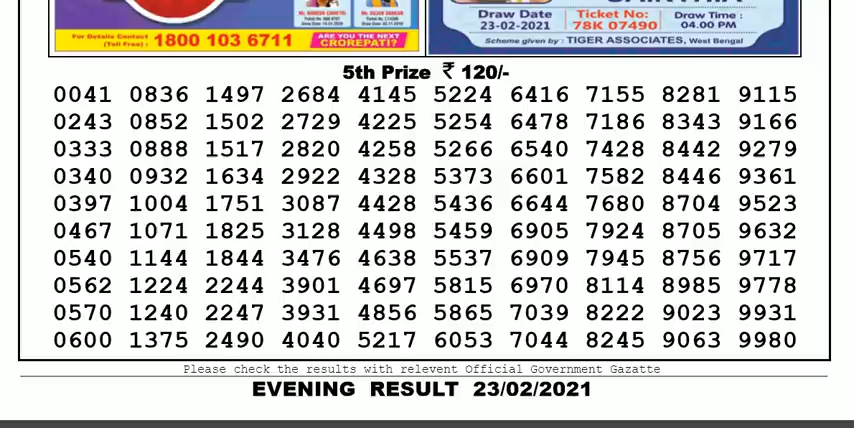 For Details Contact
(Toll Free) : 1800 103 6711
ARE YOU THE NEXT
CROREPATI?
Draw Date
23-02-2021
Ticket No:
78K 07490
Draw Time :
04.00 PM
Scheme given by : TIGER ASSOCIATES, West Bengal
5th Prize ₹ 120/-
0041 0836 1497 2684 4145 5224 6416 7155 8281 9115
0243 0852 1502 2729 4225 5254 6478 7186 8343 9166
0333 0888 1517 2820 4258 5266 6540 7428 8442 9279
0340 0932 1634 2922 4328 5373 6601 7582 8446 9361
0397 1004 1751 3087 4428 5436 6644 7680 8704 9523
0467 1071 1825 3128 4498 5459 6905 7924 8705 9632
0540 1144 1844 3476 4638 5537 6909 7945 8756 9717
0562 1224 2244 3901 4697 5815 6970 8114 8985 9778
0570 1240 2247 3931 4856 5865 7039 8222 9023 9931
0600 1375 2490 4040 5217 6053 7044 8245 9063 9980
Please check the results with relevent Official Government Gazatte
EVENING RESULT 23/02/2021